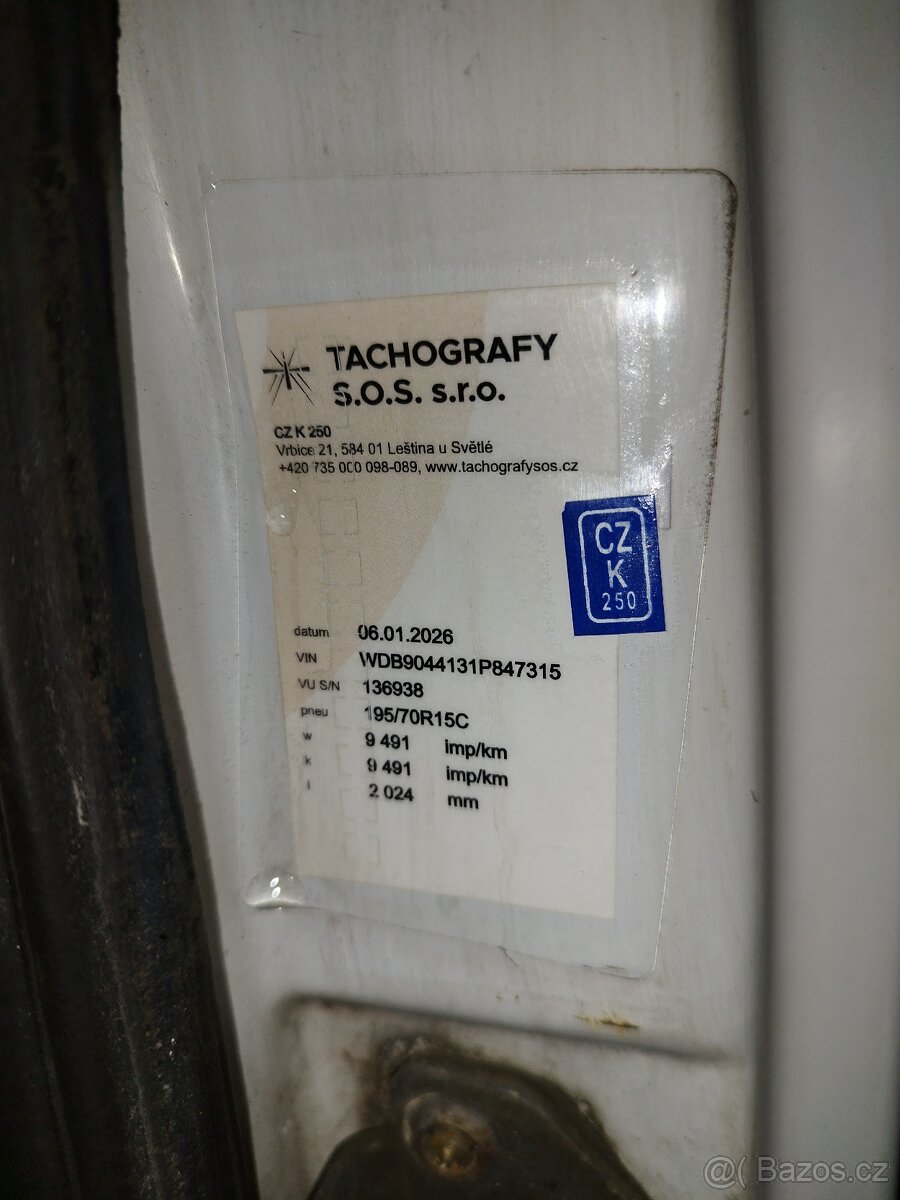 TACHOGRAFY
S.O.S. s.r.o.
CZ K 250
Vrbice 21, 584 01 Leština u Světlé
+420 735 000 098-089, www.tachografysos.cz
CZ
K
250
datum 06.01.2026
VIN WDB9044131P847315
VU S/N 136938
pneu 195/70R15C
w 9 491 imp/km
k 9 491 imp/km
l 2 024 mm
@( Bazos.cz